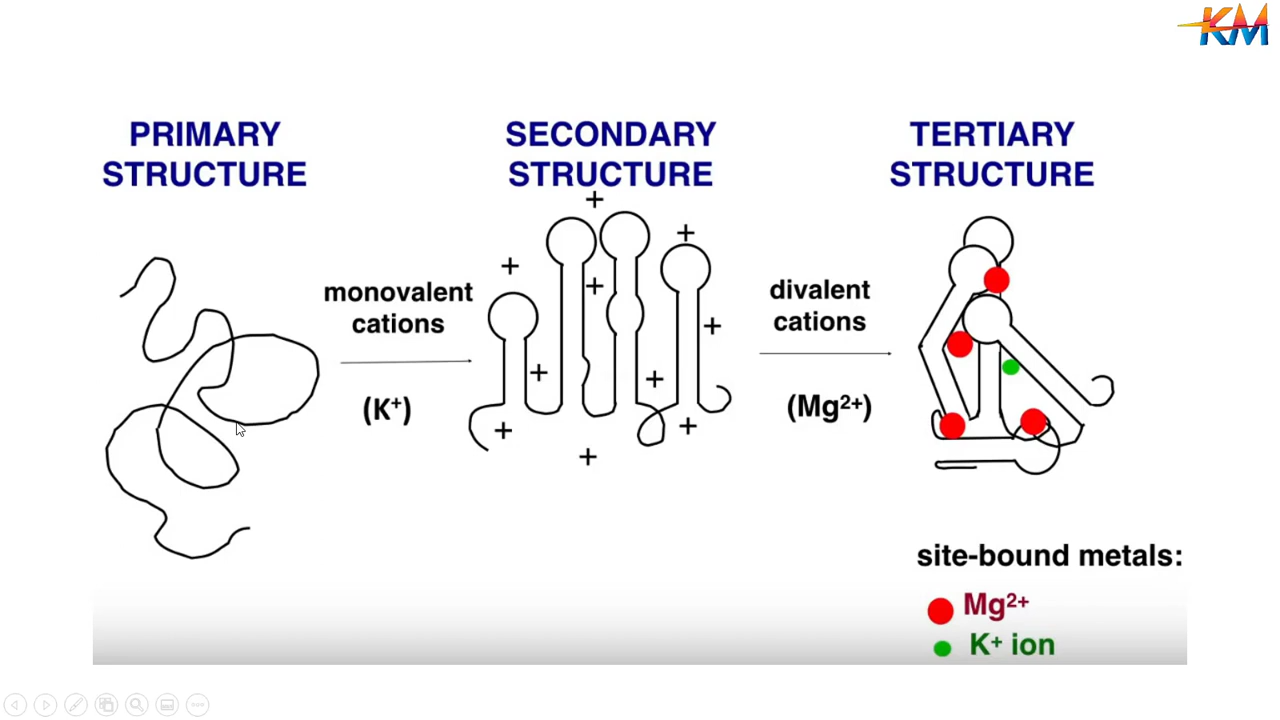 KM
PRIMARY
STRUCTURE
SECONDARY
STRUCTURE
TERTIARY
STRUCTURE
monovalent
cations
(K⁺)
divalent
cations
(Mg²⁺)
+
+
+
+
+
+
+
+
+
+
site-bound metals:
Mg²⁺
K⁺ ion